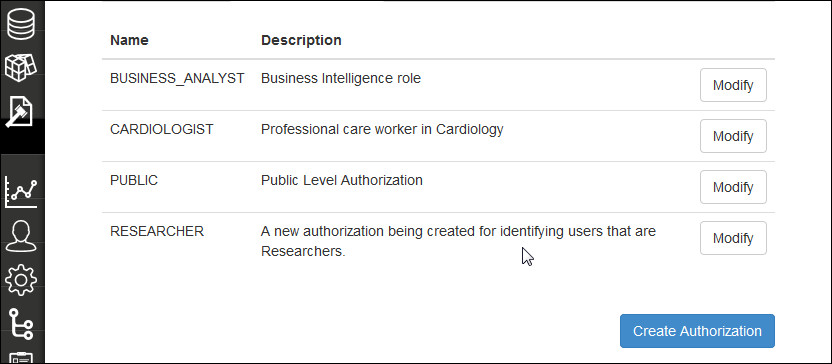 Name Description
BUSINESS_ANALYST Business Intelligence role Modify
CARDIOLOGIST Professional care worker in Cardiology Modify
PUBLIC Public Level Authorization Modify
RESEARCHER A new authorization being created for identifying users that are Modify
Researchers.
Create Authorization